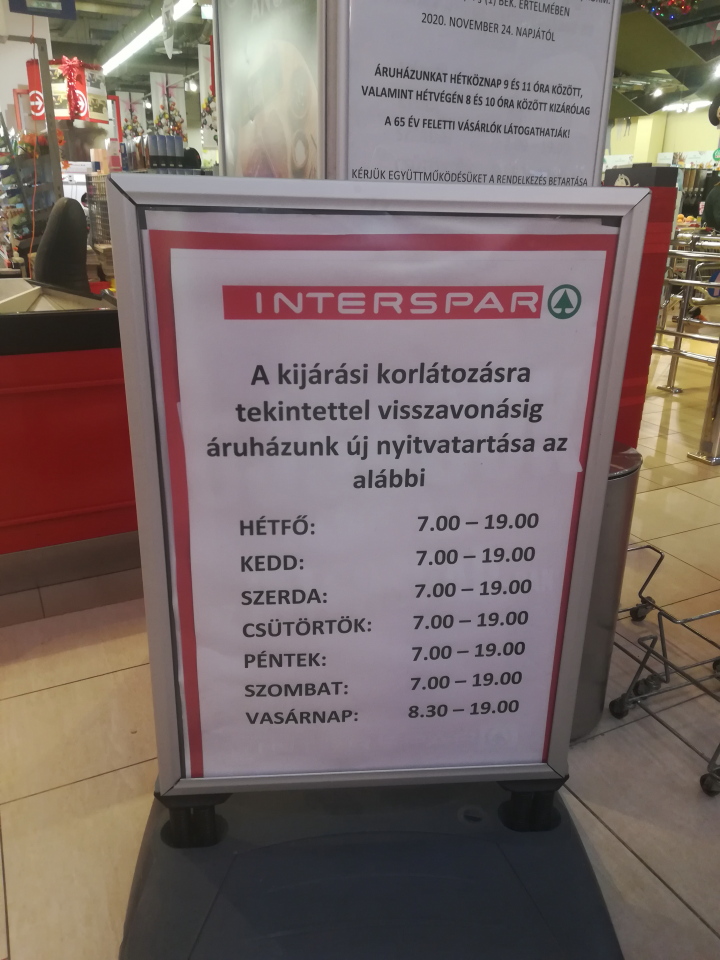 (1) BEK. ÉRTELMÉBEN
2020. NOVEMBER 24. NAPJÁTÓL
ÁRUHÁZUNKAT HÉTKÖZNAP 9 ÉS 11 ÓRA KÖZÖTT,
VALAMINT HÉTVÉGÉN 8 ÉS 10 ÓRA KÖZÖTT KIZÁRÓLAG
A 65 ÉV FELETTI VÁSÁRLÓK LÁTOGATHATJÁK!
KÉRJÜK EGYÜTTMŰKÖDÉSÜKET A RENDELKEZÉS BETARTÁSA
INTERSPAR
A kijárási korlátozásra
tekintettel visszavonásig
áruházunk új nyitvatartása az
alábbi
HÉTFŐ: 7.00 – 19.00
KEDD: 7.00 – 19.00
SZERDA: 7.00 – 19.00
CSÜTÖRTÖK: 7.00 – 19.00
PÉNTEK: 7.00 – 19.00
SZOMBAT: 7.00 – 19.00
VASÁRNAP: 8.30 – 19.00